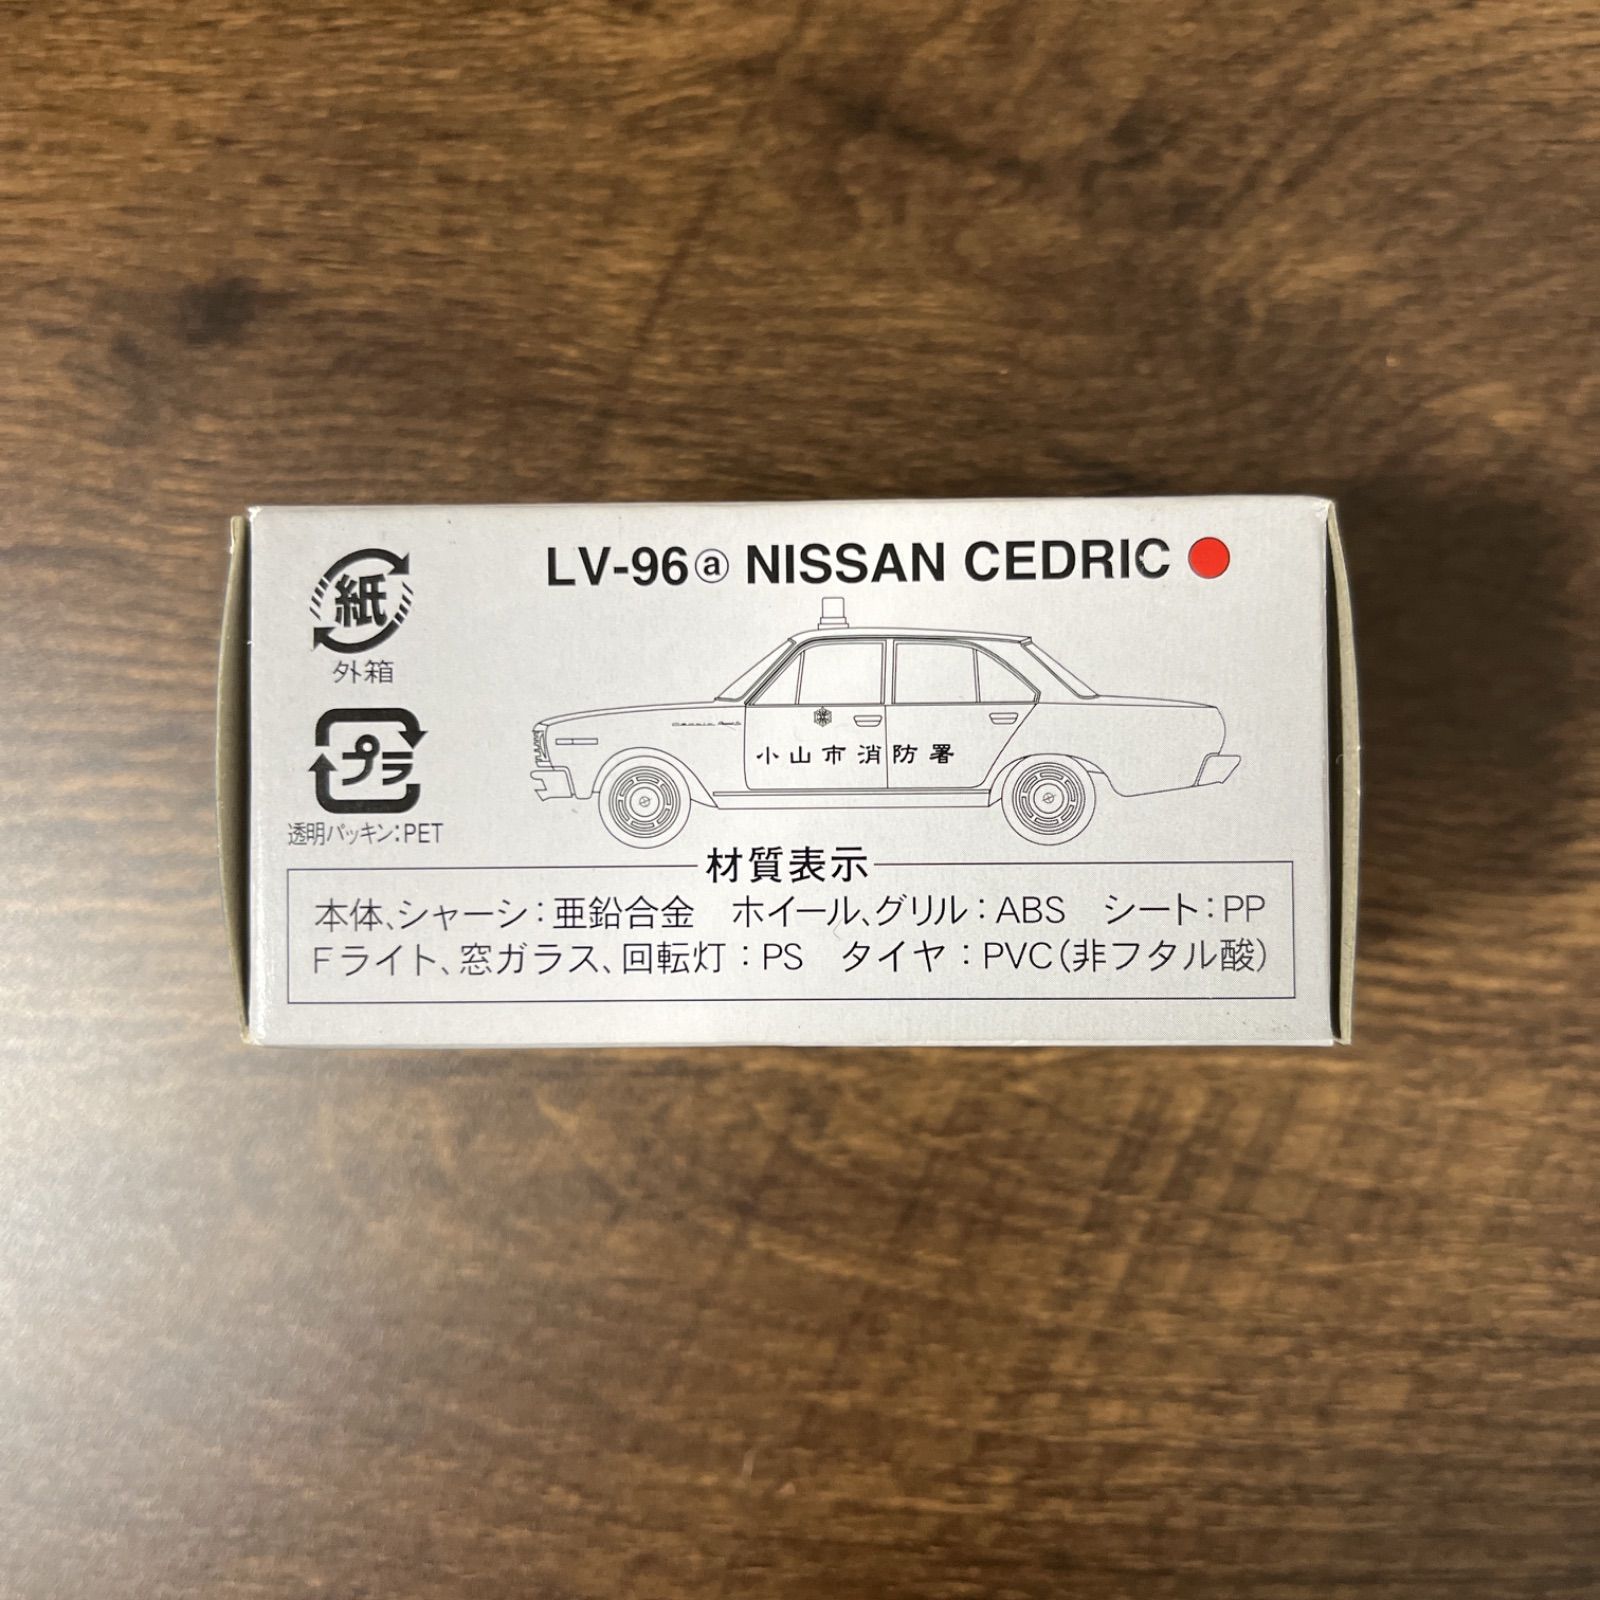 LV-96ⓐ NISSAN CEDRIC
紙
外箱
プラ
透明パッキン：PET
小山市消防署
材質表示
本体、シャーシ：亜鉛合金 ホイール、グリル：ABS シート：PP
Fライト、窓ガラス、回転灯：PS タイヤ：PVC(非フタル酸)